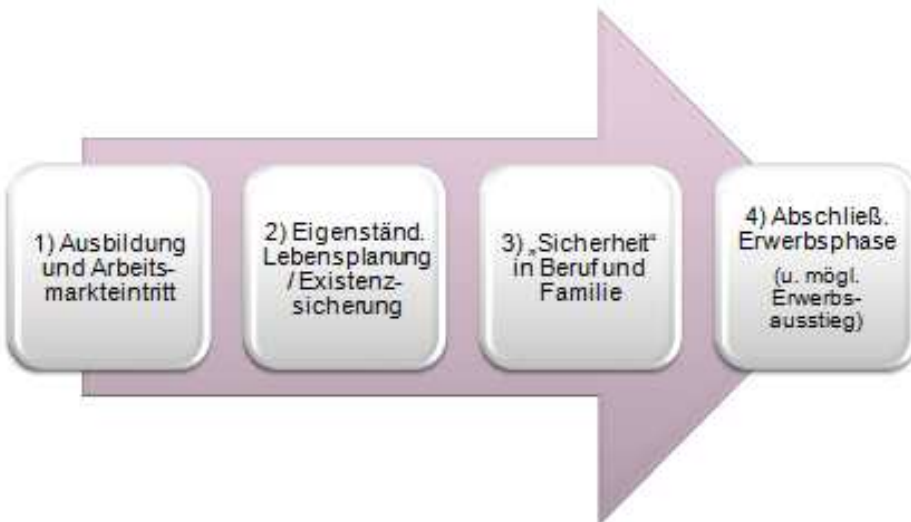 1) Ausbildung
und Arbeits-
markteintritt
2) Eigenständ.
Lebensplanung
/ Existenz-
sicherung
3) „Sicherheit“
in Beruf und
Familie
4) Abschließ.
Erwerbsphase
(u. mögl.
Erwerbs-
ausstieg)